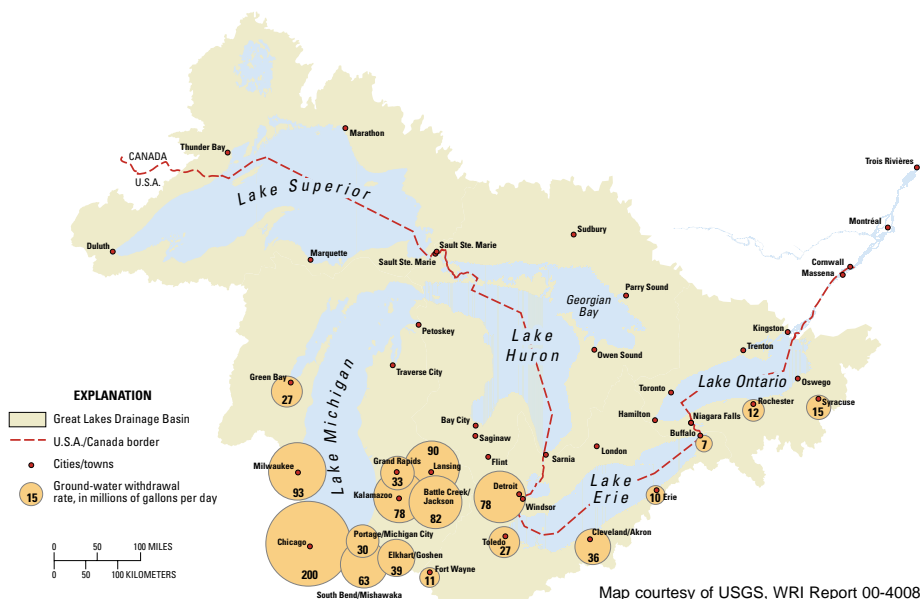 Marathon
Thunder Bay
CANADA
U.S.A.
Lake Superior
Trois Rivières
Montréal
Duluth
Marquette
Sault Ste. Marie
Sault Ste. Marie
Sudbury
Cornwall
Massena
Parry Sound
Georgian
Bay
Petoskey
Lake
Huron
Kingston
Trenton
Owen Sound
Traverse City
Green Bay
27
Lake Michigan
Lake Ontario
Oswego
Toronto
Rochester
12
Syracuse
15
Hamilton
Niagara Falls
Buffalo
7
Bay City
Saginaw
Flint
Sarnia
London
EXPLANATION
Great Lakes Drainage Basin
U.S.A./Canada border
Cities/towns
15
Ground-water withdrawal
rate, in millions of gallons per day
Milwaukee
93
Grand Rapids
33
90
Lansing
Kalamazoo
78
Battle Creek/
Jackson
82
Detroit
78
Windsor
Lake
Erie
10
Erie
Cleveland/Akron
36
Toledo
27
Chicago
200
Portage/Michigan City
30
Elkhart/Goshen
39
63
South Bend/Mishawaka
Fort Wayne
11
0 50 100 MILES
0 50 100 KILOMETERS
Map courtesy of USGS, WRI Report 00-4008